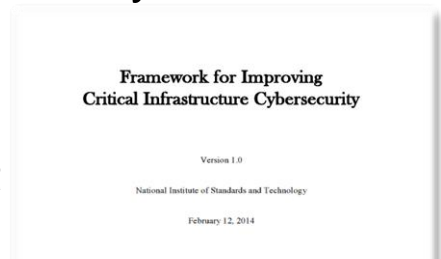 Framework for Improving
Critical Infrastructure Cybersecurity
Version 1.0
National Institute of Standards and Technology
February 12, 2014